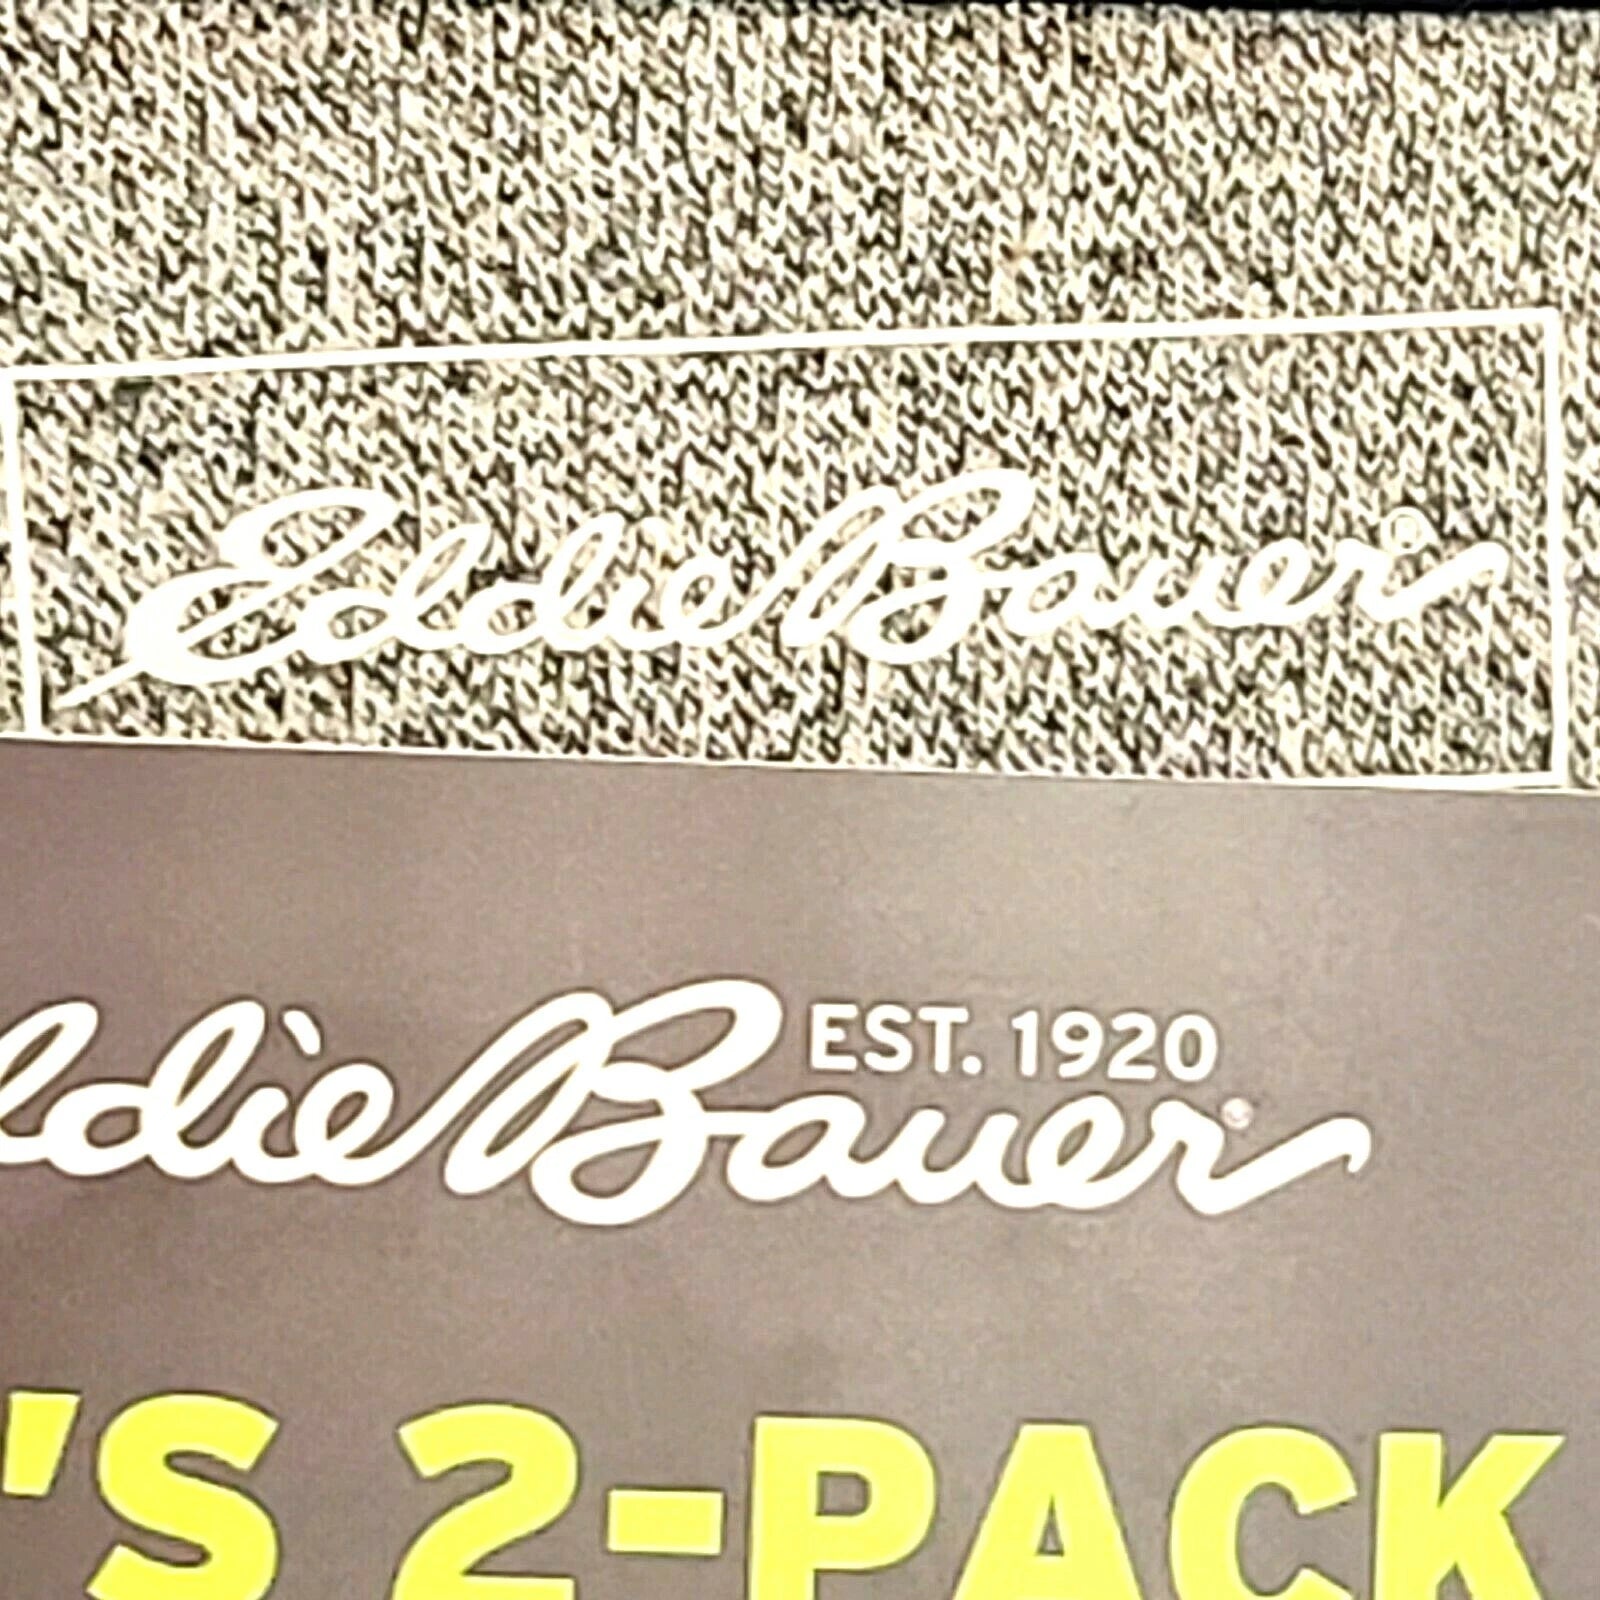 Eddie Bauer®
EST. 1920
ddie Bauer®
'S 2-PACK